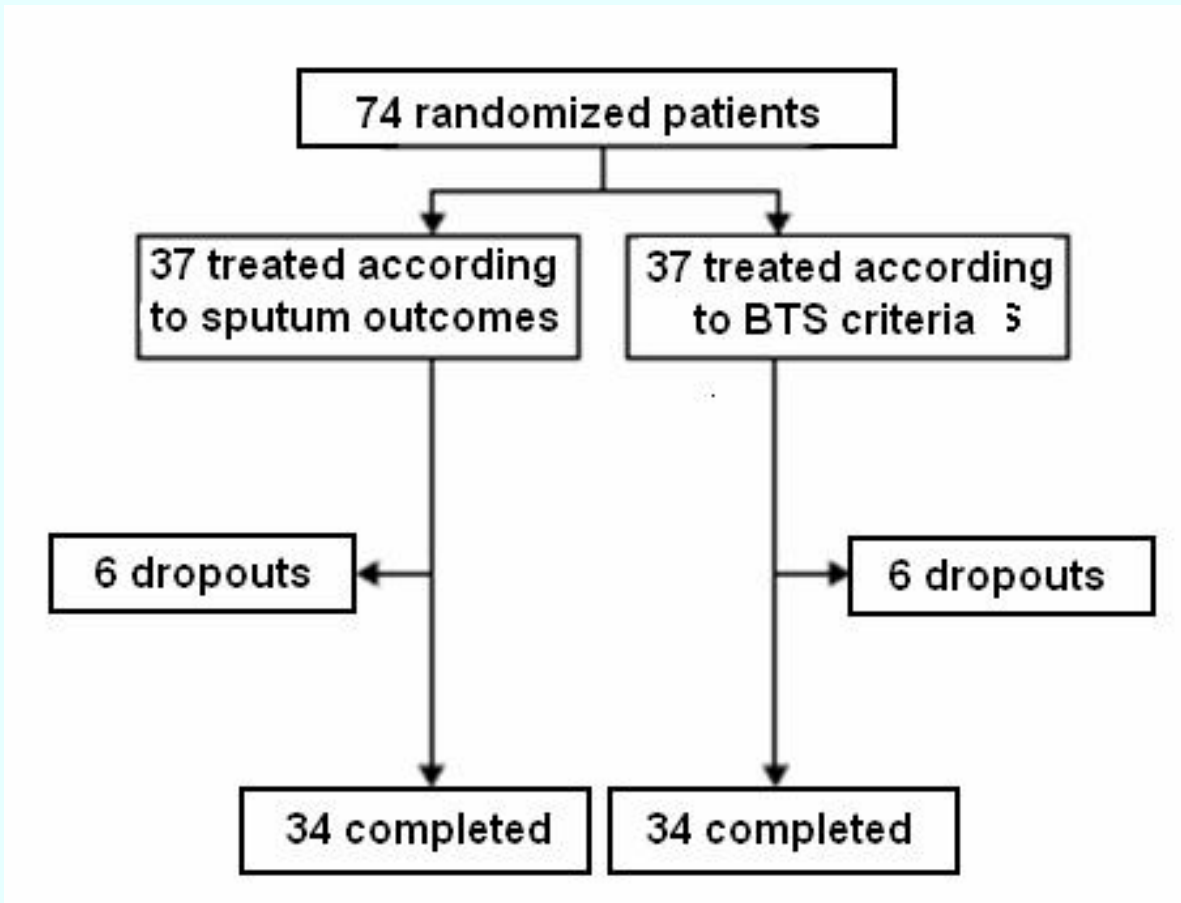 74 randomized patients
37 treated according
to sputum outcomes
37 treated according
to BTS criteria s
6 dropouts
6 dropouts
34 completed
34 completed